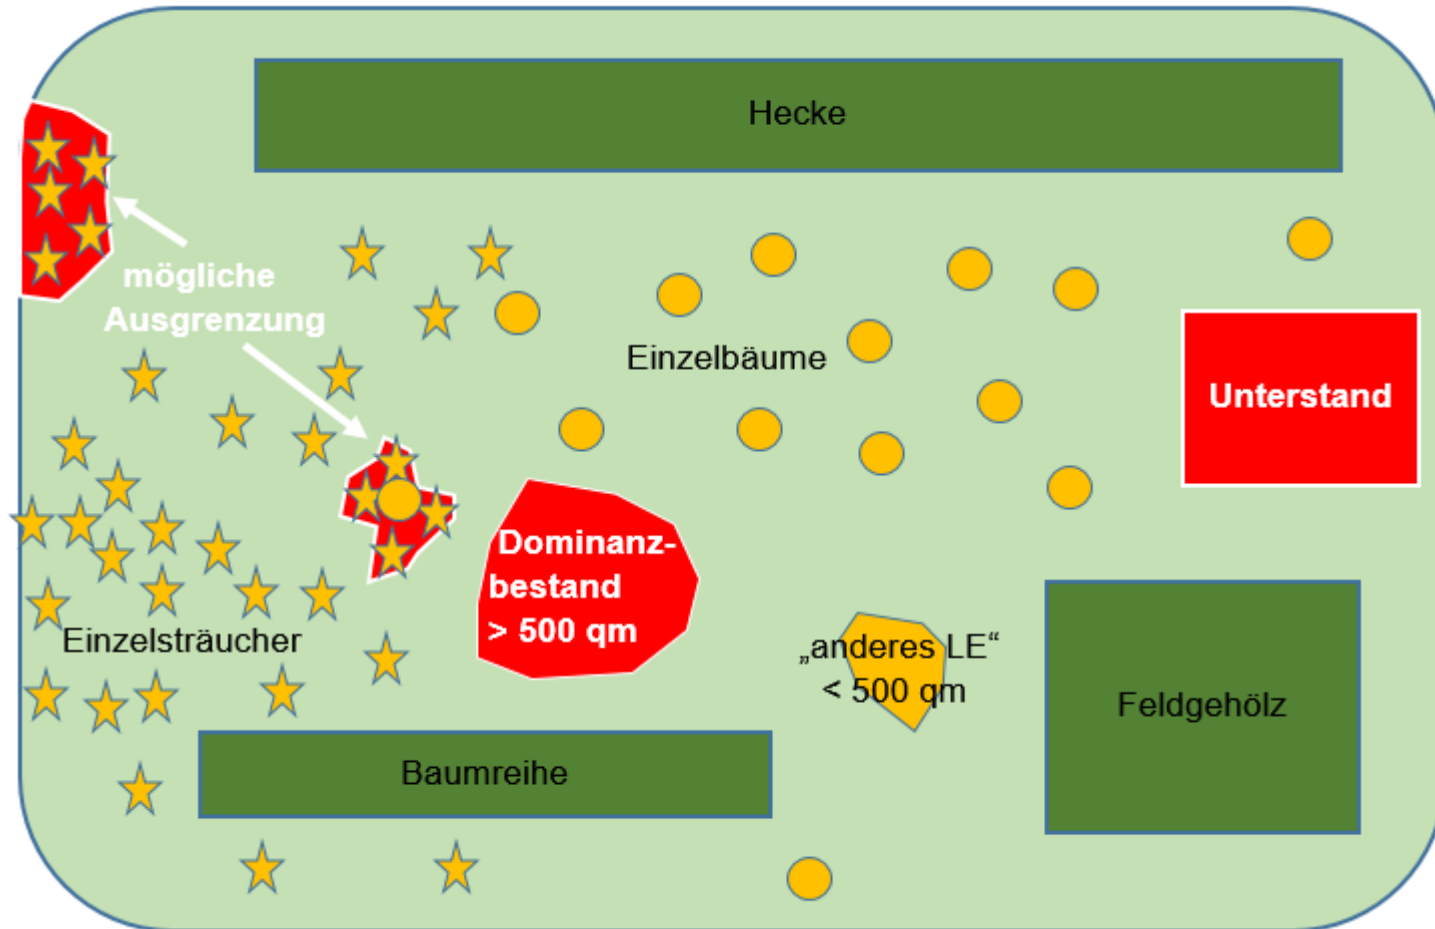 Hecke
mögliche
Ausgrenzung
Einzelbäume
Unterstand
Dominanz-
bestand
> 500 qm
Einzelsträucher
„anderes LE“
< 500 qm
Feldgehölz
Baumreihe